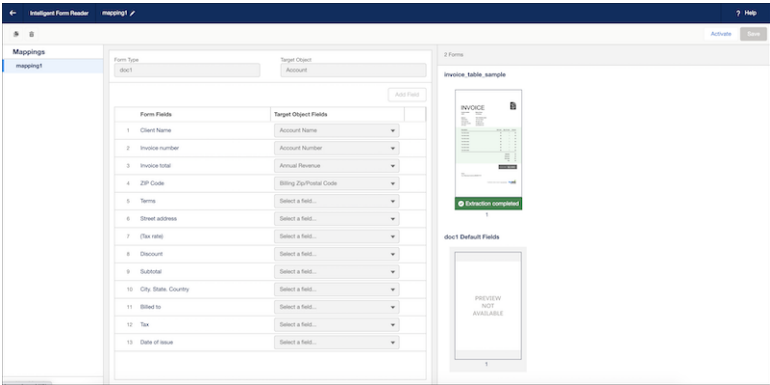 Intelligent Form Reader
mapping1
? Help
Activate
Save
Mappings
mapping1
Form Type
doc1
Target Object
Account
Add Field
Form Fields
Target Object Fields
1 Client Name Account Name
2 Invoice number Account Number
3 Invoice total Annual Revenue
4 ZIP Code Billing Zip/Postal Code
5 Terms Select a field...
6 Street address Select a field...
7 (Tax rate) Select a field...
8 Discount Select a field...
9 Subtotal Select a field...
10 City. State. Country Select a field...
11 Billed to Select a field...
12 Tax Select a field...
13 Date of issue Select a field...
2 Forms
invoice_table_sample
INVOICE
Extraction completed
1
doc1 Default Fields
PREVIEW
NOT
AVAILABLE
1